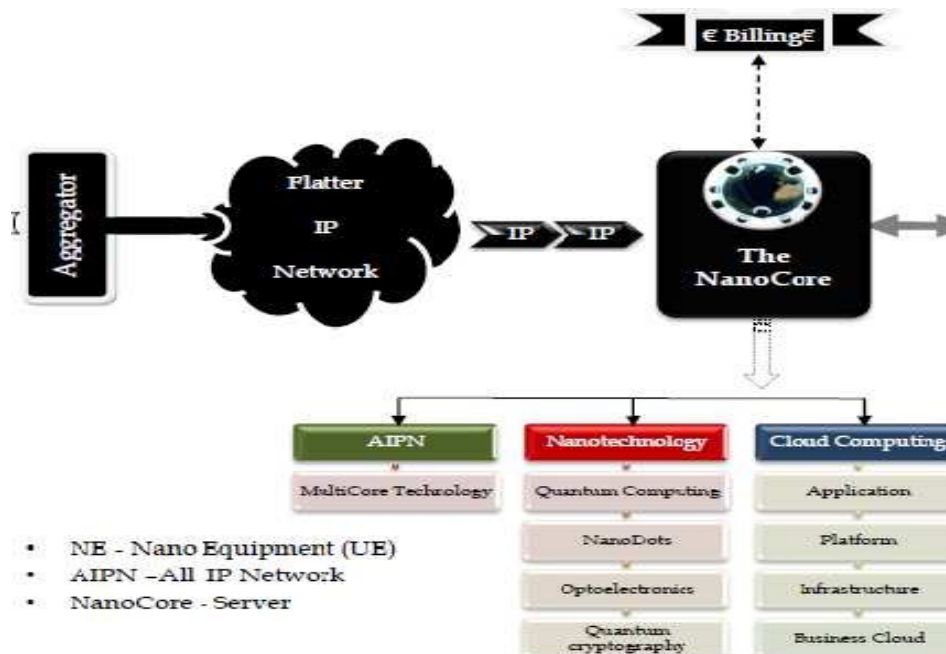 € Billing€
Aggregator
Platter
IP
Network
IP
IP
The
NanoCore
AIPN
Nanotechnology
Cloud Computing
MultiCore Technology
Quantum Computing
Application
NanoDots
Platform
Optoelectronics
Infrastructure
Quantum
cryptography
Business Cloud
• NE - Nano Equipment (UE)
• AIPN –All IP Network
• NanoCore - Server